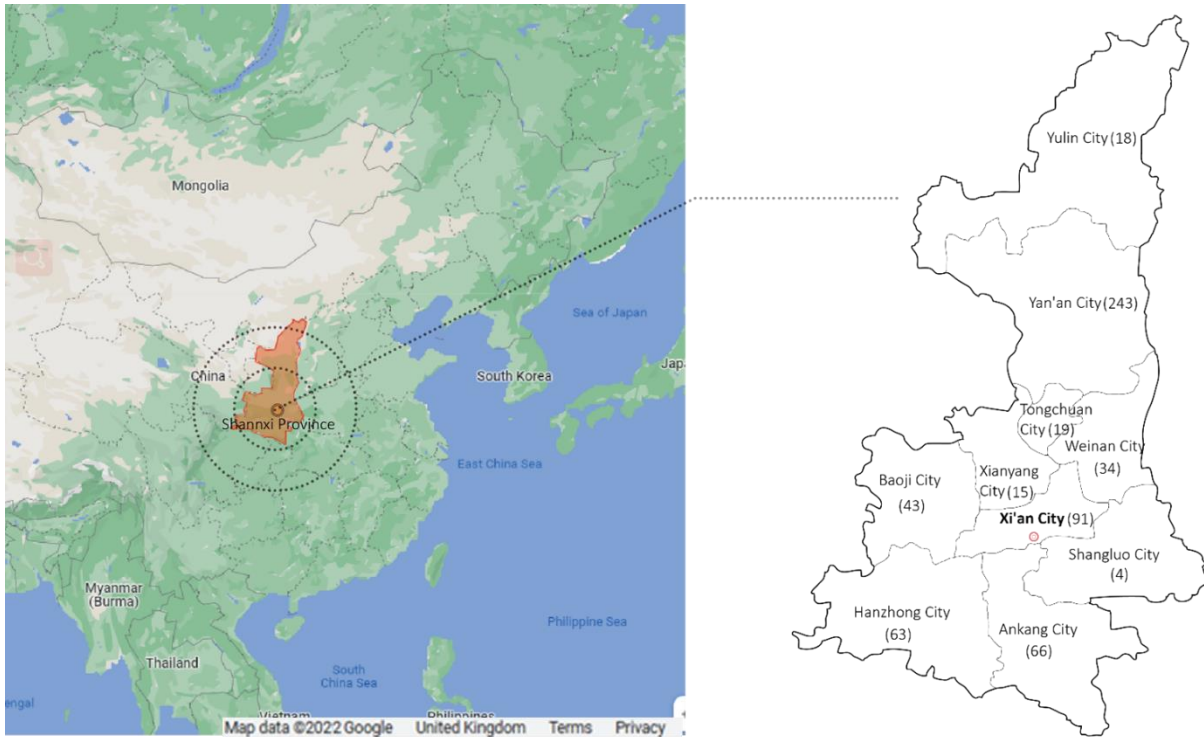 Mongolia
Sea of Japan
China
South Korea
Jap
Shannxi Province
East China Sea
Myanmar
(Burma)
Philippine Sea
Thailand
South
China Sea
engal
Vietnam
Philippines
Map data ©2022 Google United Kingdom Terms Privacy
Yulin City (18)
Yan'an City (243)
Tongchuan
City (19)
Weinan City
(34)
Baoji City
(43)
Xianyang
City (15)
Xi'an City (91)
Shangluo City
(4)
Hanzhong City
(63)
Ankang City
(66)